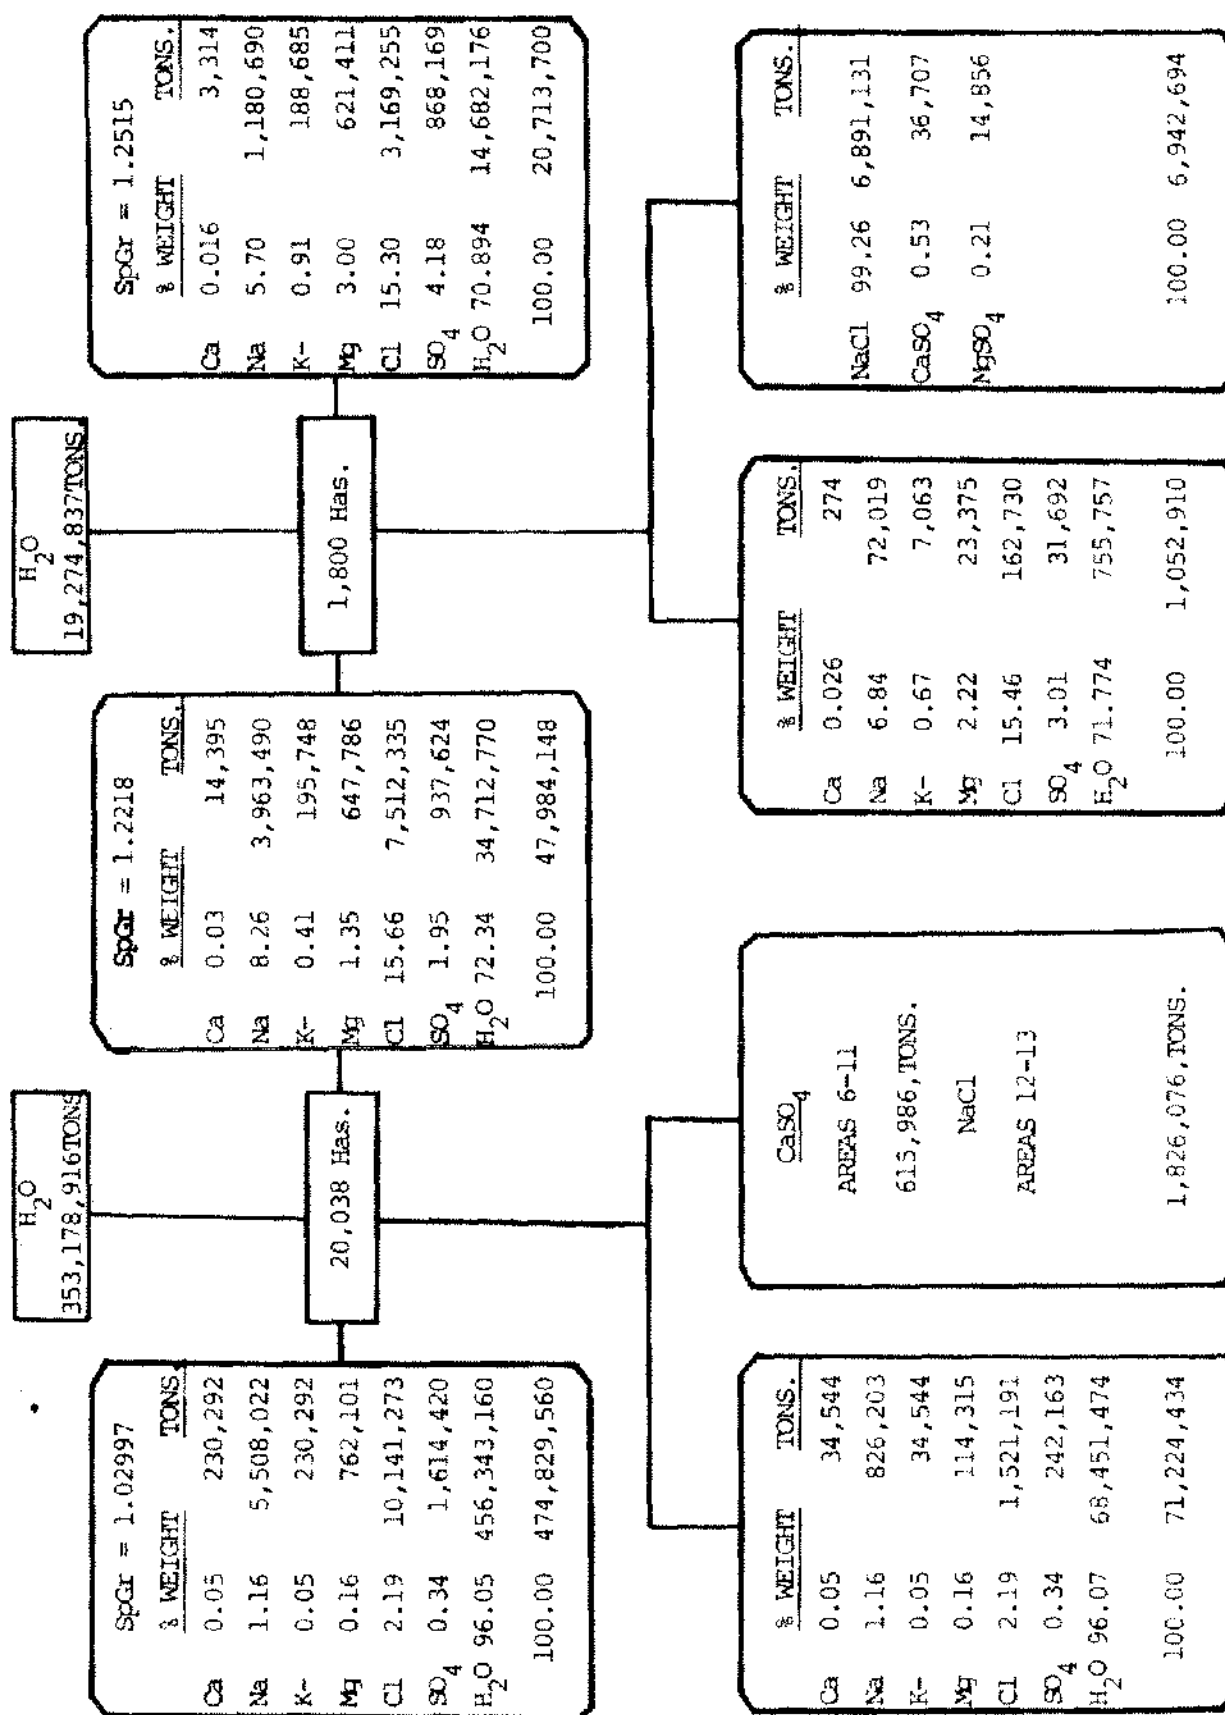 H2O
353,178,916TONS
H2O
19,274,837TONS.
SpGr = 1.02997
% WEIGHT TONS.
Ca 0.05 230,292
Na 1.16 5,508,022
K- 0.05 230,292
Mg 0.16 762,101
Cl 2.19 10,141,273
SO4 0.34 1,614,420
H2O 96.05 456,343,160
100.00 474,829,560
20,038 Has.
SpGr = 1.2218
% WEIGHT TONS.
Ca 0.03 14,395
Na 8.26 3,963,490
K- 0.41 195,748
Mg 1.35 647,786
Cl 15.66 7,512,335
SO4 1.95 937,624
H2O 72.34 34,712,770
100.00 47,984,148
1,800 Has.
SpGr = 1.2515
% WEIGHT TONS.
Ca 0.016 3,314
Na 5.70 1,180,690
K- 0.91 188,685
Mg 3.00 621,411
Cl 15.30 3,169,255
SO4 4.18 868,169
H2O 70.894 14,682,176
100.00 20,713,700
% WEIGHT TONS.
Ca 0.05 34,544
Na 1.16 826,203
K- 0.05 34,544
Mg 0.16 114,315
Cl 2.19 1,521,191
SO4 0.34 242,163
H2O 96.07 68,451,474
100.00 71,224,434
CaSO4
AREAS 6-11
613,986,TONS.
NaCl
AREAS 12-13
1,826,076,TONS.
% WEIGHT TONS.
Ca 0.026 274
Na 6.84 72,019
K- 0.67 7,063
Mg 2.22 23,375
Cl 15.46 162,730
SO4 3.01 31,692
H2O 71.774 755,757
100.00 1,052,910
% WEIGHT TONS.
NaCl 99.26 6,891,131
CaSO4 0.53 36,707
MgSO4 0.21 14,856
100.00 6,942,694